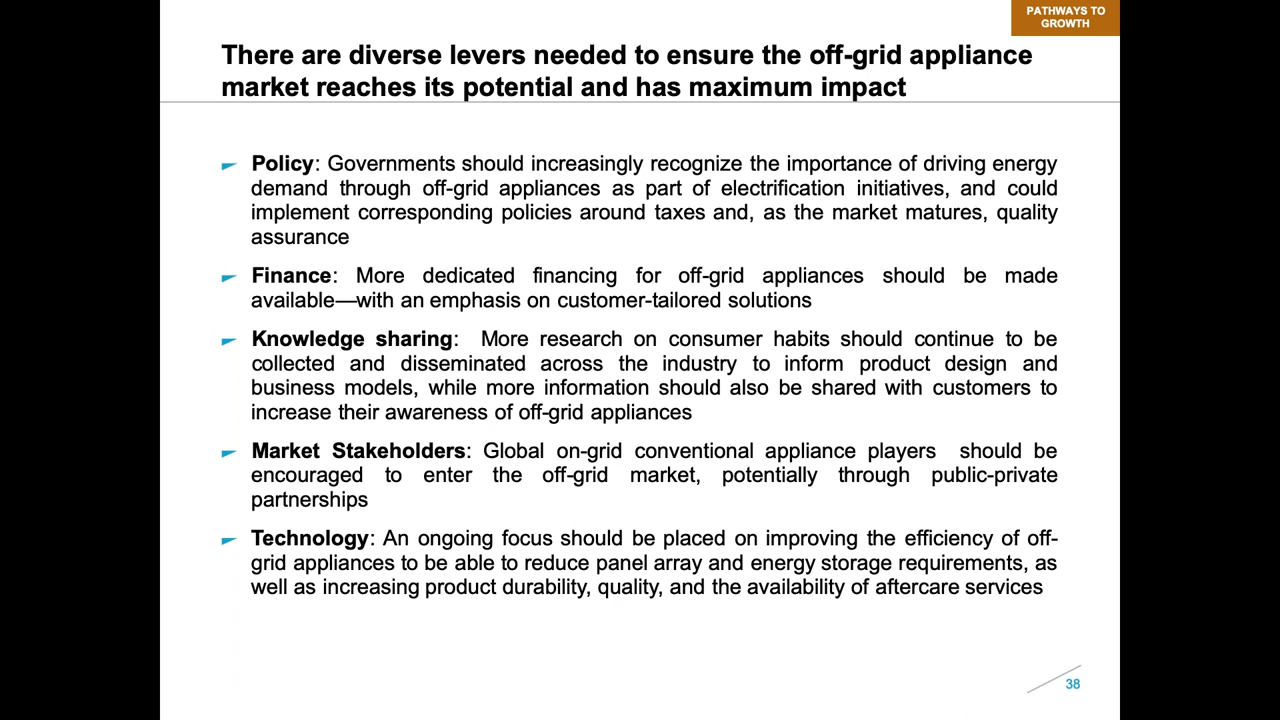 PATHWAYS TO
GROWTH
There are diverse levers needed to ensure the off-grid appliance
market reaches its potential and has maximum impact
Policy: Governments should increasingly recognize the importance of driving energy
demand through off-grid appliances as part of electrification initiatives, and could
implement corresponding policies around taxes and, as the market matures, quality
assurance
Finance: More dedicated financing for off-grid appliances should be made
available—with an emphasis on customer-tailored solutions
Knowledge sharing: More research on consumer habits should continue to be
collected and disseminated across the industry to inform product design and
business models, while more information should also be shared with customers to
increase their awareness of off-grid appliances
Market Stakeholders: Global on-grid conventional appliance players should be
encouraged to enter the off-grid market, potentially through public-private
partnerships
Technology: An ongoing focus should be placed on improving the efficiency of off-
grid appliances to be able to reduce panel array and energy storage requirements, as
well as increasing product durability, quality, and the availability of aftercare services
38